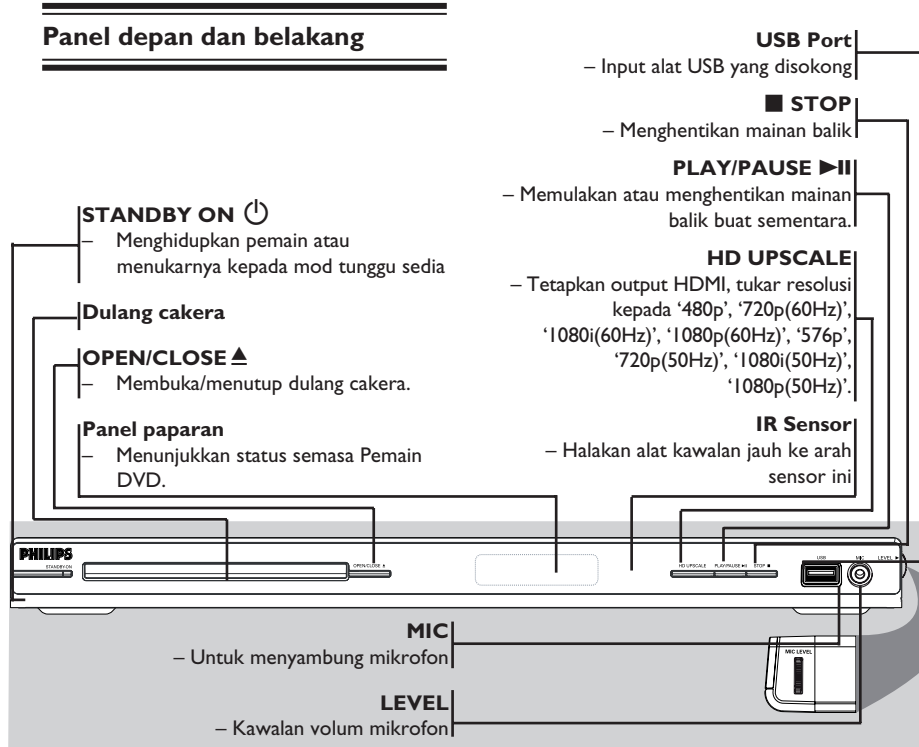 Panel depan dan belakang
USB Port
– Input alat USB yang disokong
■ STOP
– Menghentikan mainan balik
PLAY/PAUSE ►II
– Memulakan atau menghentikan mainan
balik buat sementara.
HD UPSCALE
– Tetapkan output HDMI, tukar resolusi
kepada ‘480p’, ‘720p(60Hz)’,
‘1080i(60Hz)’, ‘1080p(60Hz)’, ‘576p’,
‘720p(50Hz)’, ‘1080i(50Hz)’,
‘1080p(50Hz)’.
IR Sensor
– Halakan alat kawalan jauh ke arah
sensor ini
STANDBY ON ⏻
– Menghidupkan pemain atau
menukarnya kepada mod tunggu sedia
Dulang cakera
OPEN/CLOSE ≜
– Membuka/menutup dulang cakera.
Panel paparan
– Menunjukkan status semasa Pemain
DVD.
PHILIPS
STANDBY-ON
OPEN/CLOSE ≜
HD UPSCALE
PLAY/PAUSE ►II
STOP ■
USB
MIC
LEVEL ►
MIC LEVEL
MIC
– Untuk menyambung mikrofon
LEVEL
– Kawalan volum mikrofon